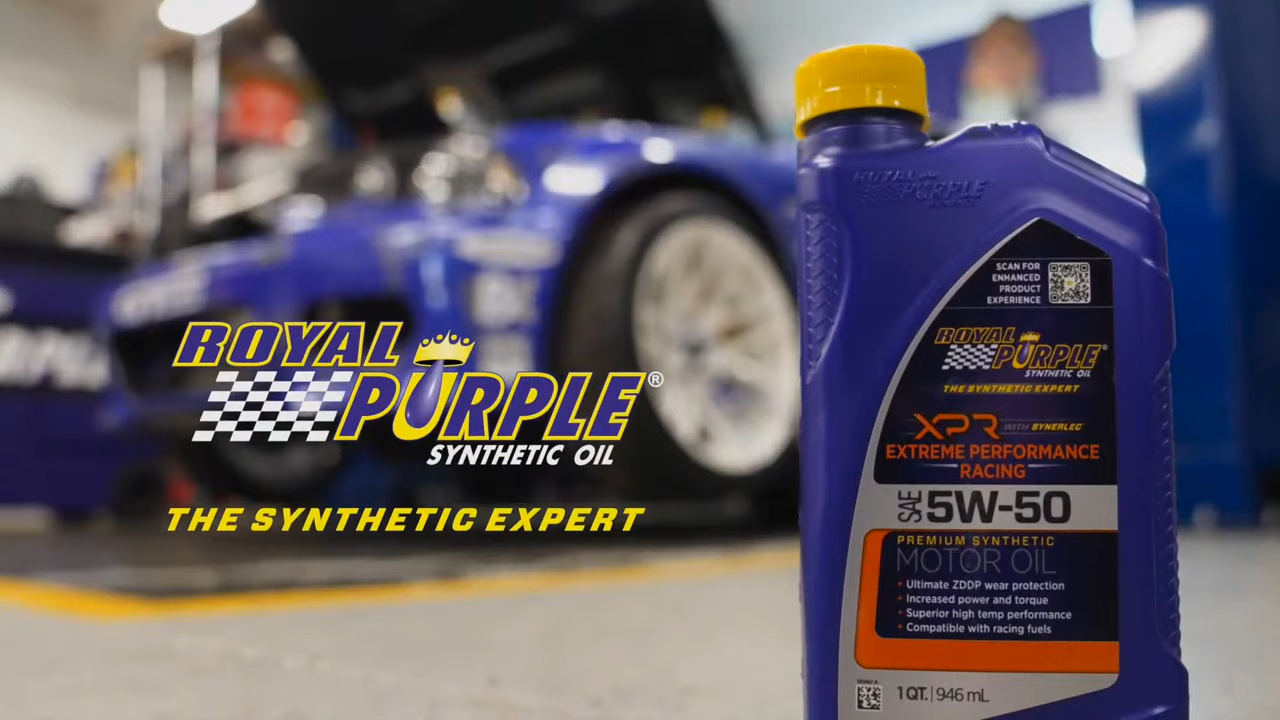 ROYAL
PURPLE®
SYNTHETIC OIL
THE SYNTHETIC EXPERT
ROYAL
PURPLE
SCAN FOR
ENHANCED
PRODUCT
EXPERIENCE
ROYAL
PURPLE®
SYNTHETIC OIL
THE SYNTHETIC EXPERT
XPR WITH SYNERLEC
EXTREME PERFORMANCE
RACING
SAE 5W-50
PREMIUM SYNTHETIC
MOTOR OIL
Ultimate ZDDP wear protection
Increased power and torque
Superior high temp performance
Compatible with racing fuels
1 QT. | 946 mL